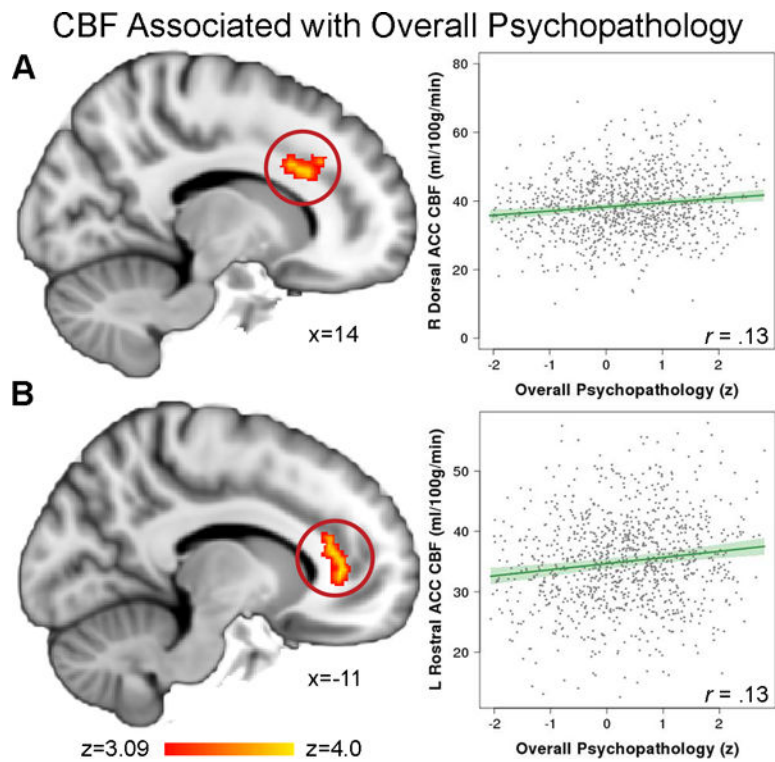 CBF Associated with Overall Psychopathology
A
x=14
R Dorsal ACC CBF (ml/100g/min)
80
60
40
20
0
r = .13
-2 -1 0 1 2
Overall Psychopathology (z)
B
x=-11
L Rostral ACC CBF (ml/100g/min)
50
40
30
20
r = .13
-2 -1 0 1 2
Overall Psychopathology (z)
z=3.09 z=4.0